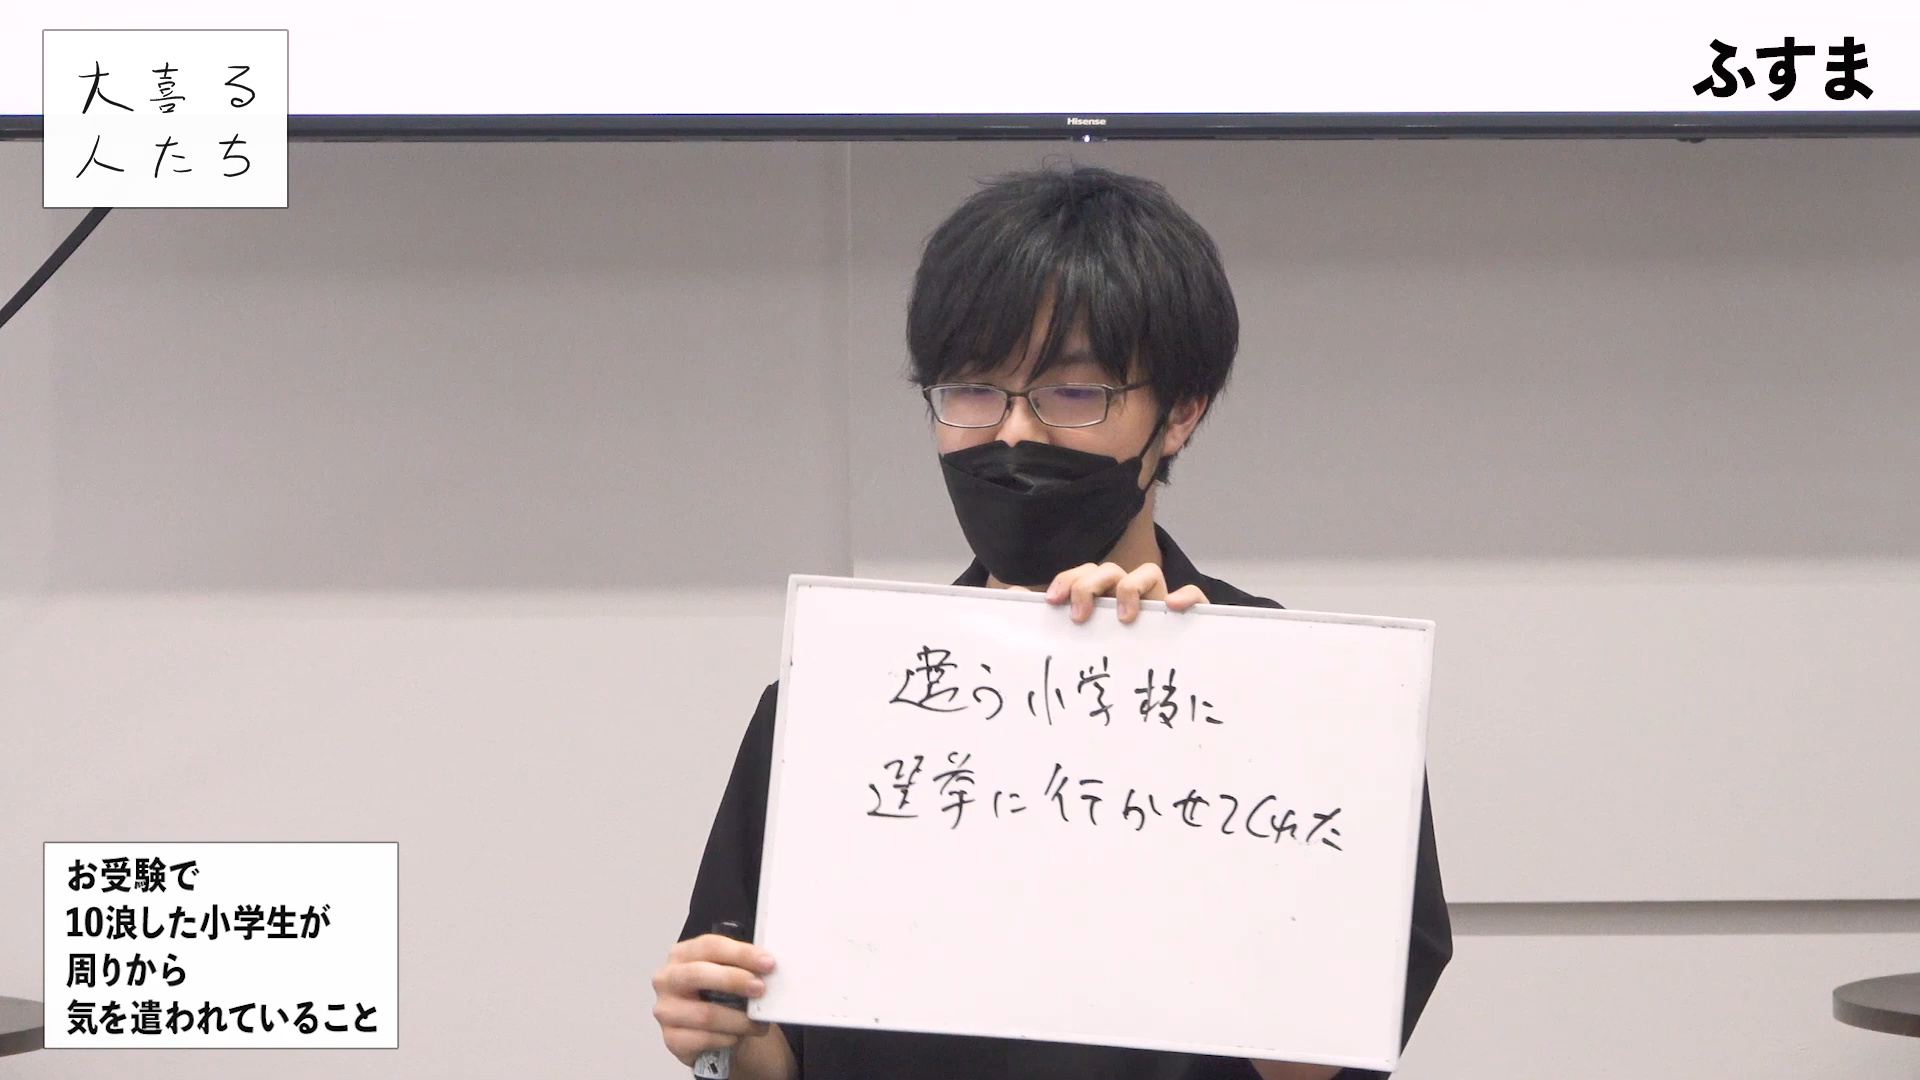 大喜る
人たち
ふすま
Hisense
違う小学校に
選挙に行かせてくれた
お受験で
10浪した小学生が
周りから
気を遣われていること